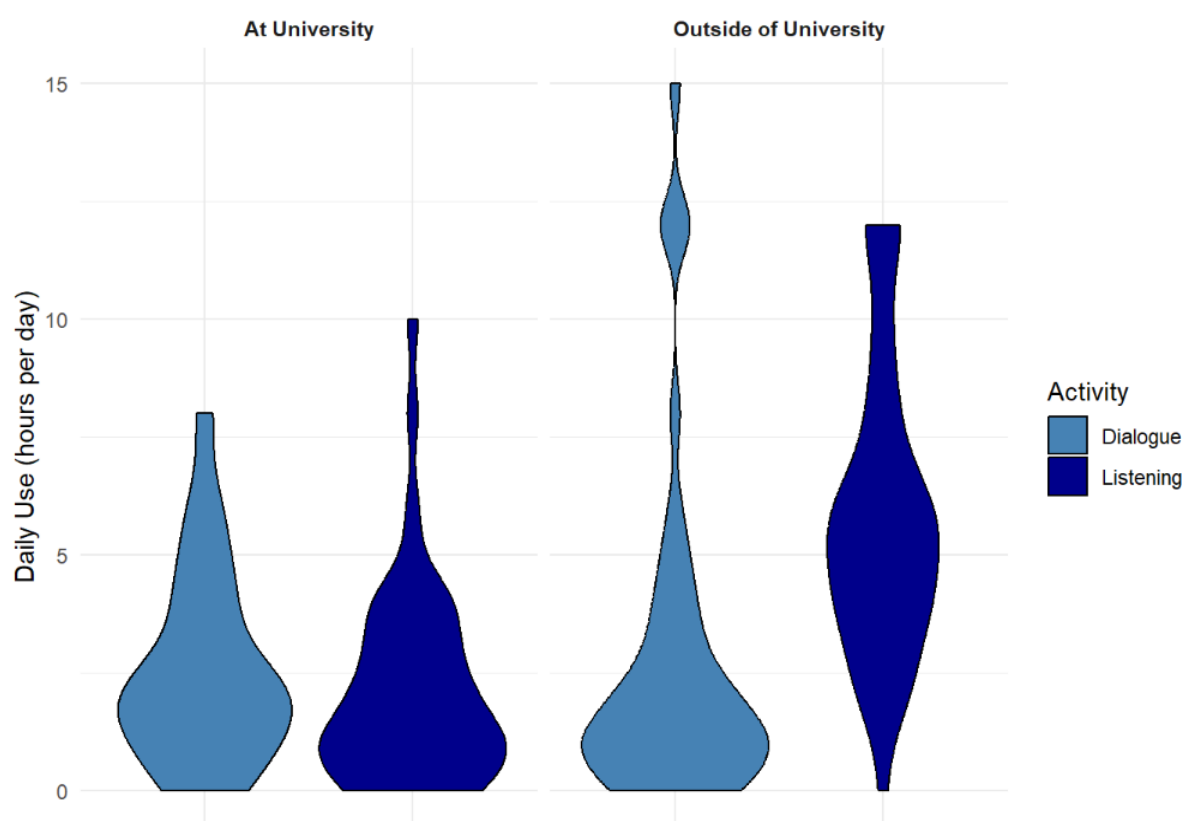 At University
Outside of University
15
10
5
0
Daily Use (hours per day)
Activity
Dialogue
Listening